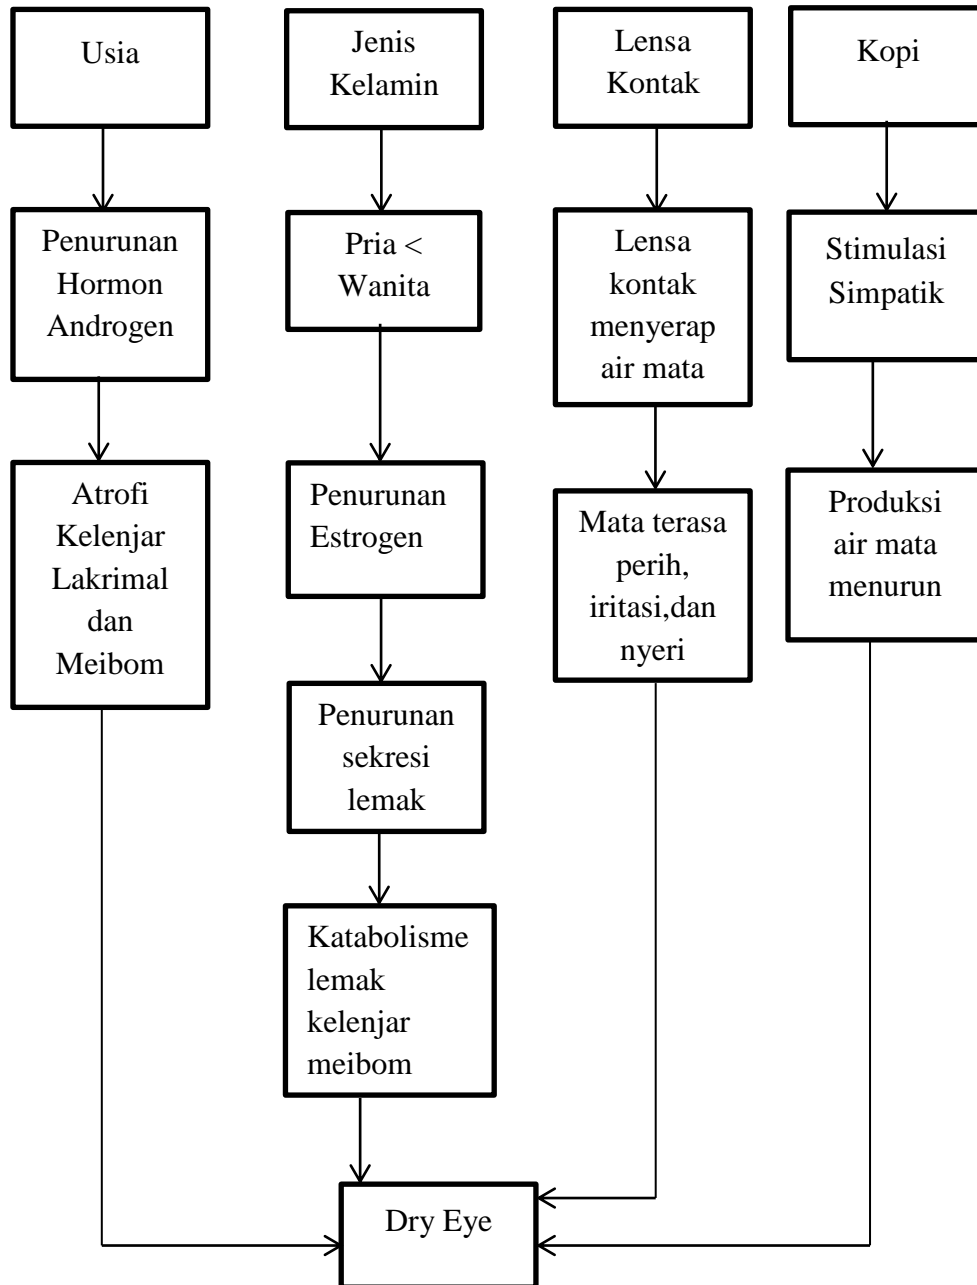 Usia
Jenis
Kelamin
Lensa
Kontak
Kopi
Penurunan
Hormon
Androgen
Pria <
Wanita
Lensa
kontak
menyerap
air mata
Stimulasi
Simpatik
Atrofi
Kelenjar
Lakrimal
dan
Meibom
Penurunan
Estrogen
Mata terasa
perih,
iritasi,dan
nyeri
Produksi
air mata
menurun
Penurunan
sekresi
lemak
Katabolisme
lemak
kelenjar
meibom
Dry Eye